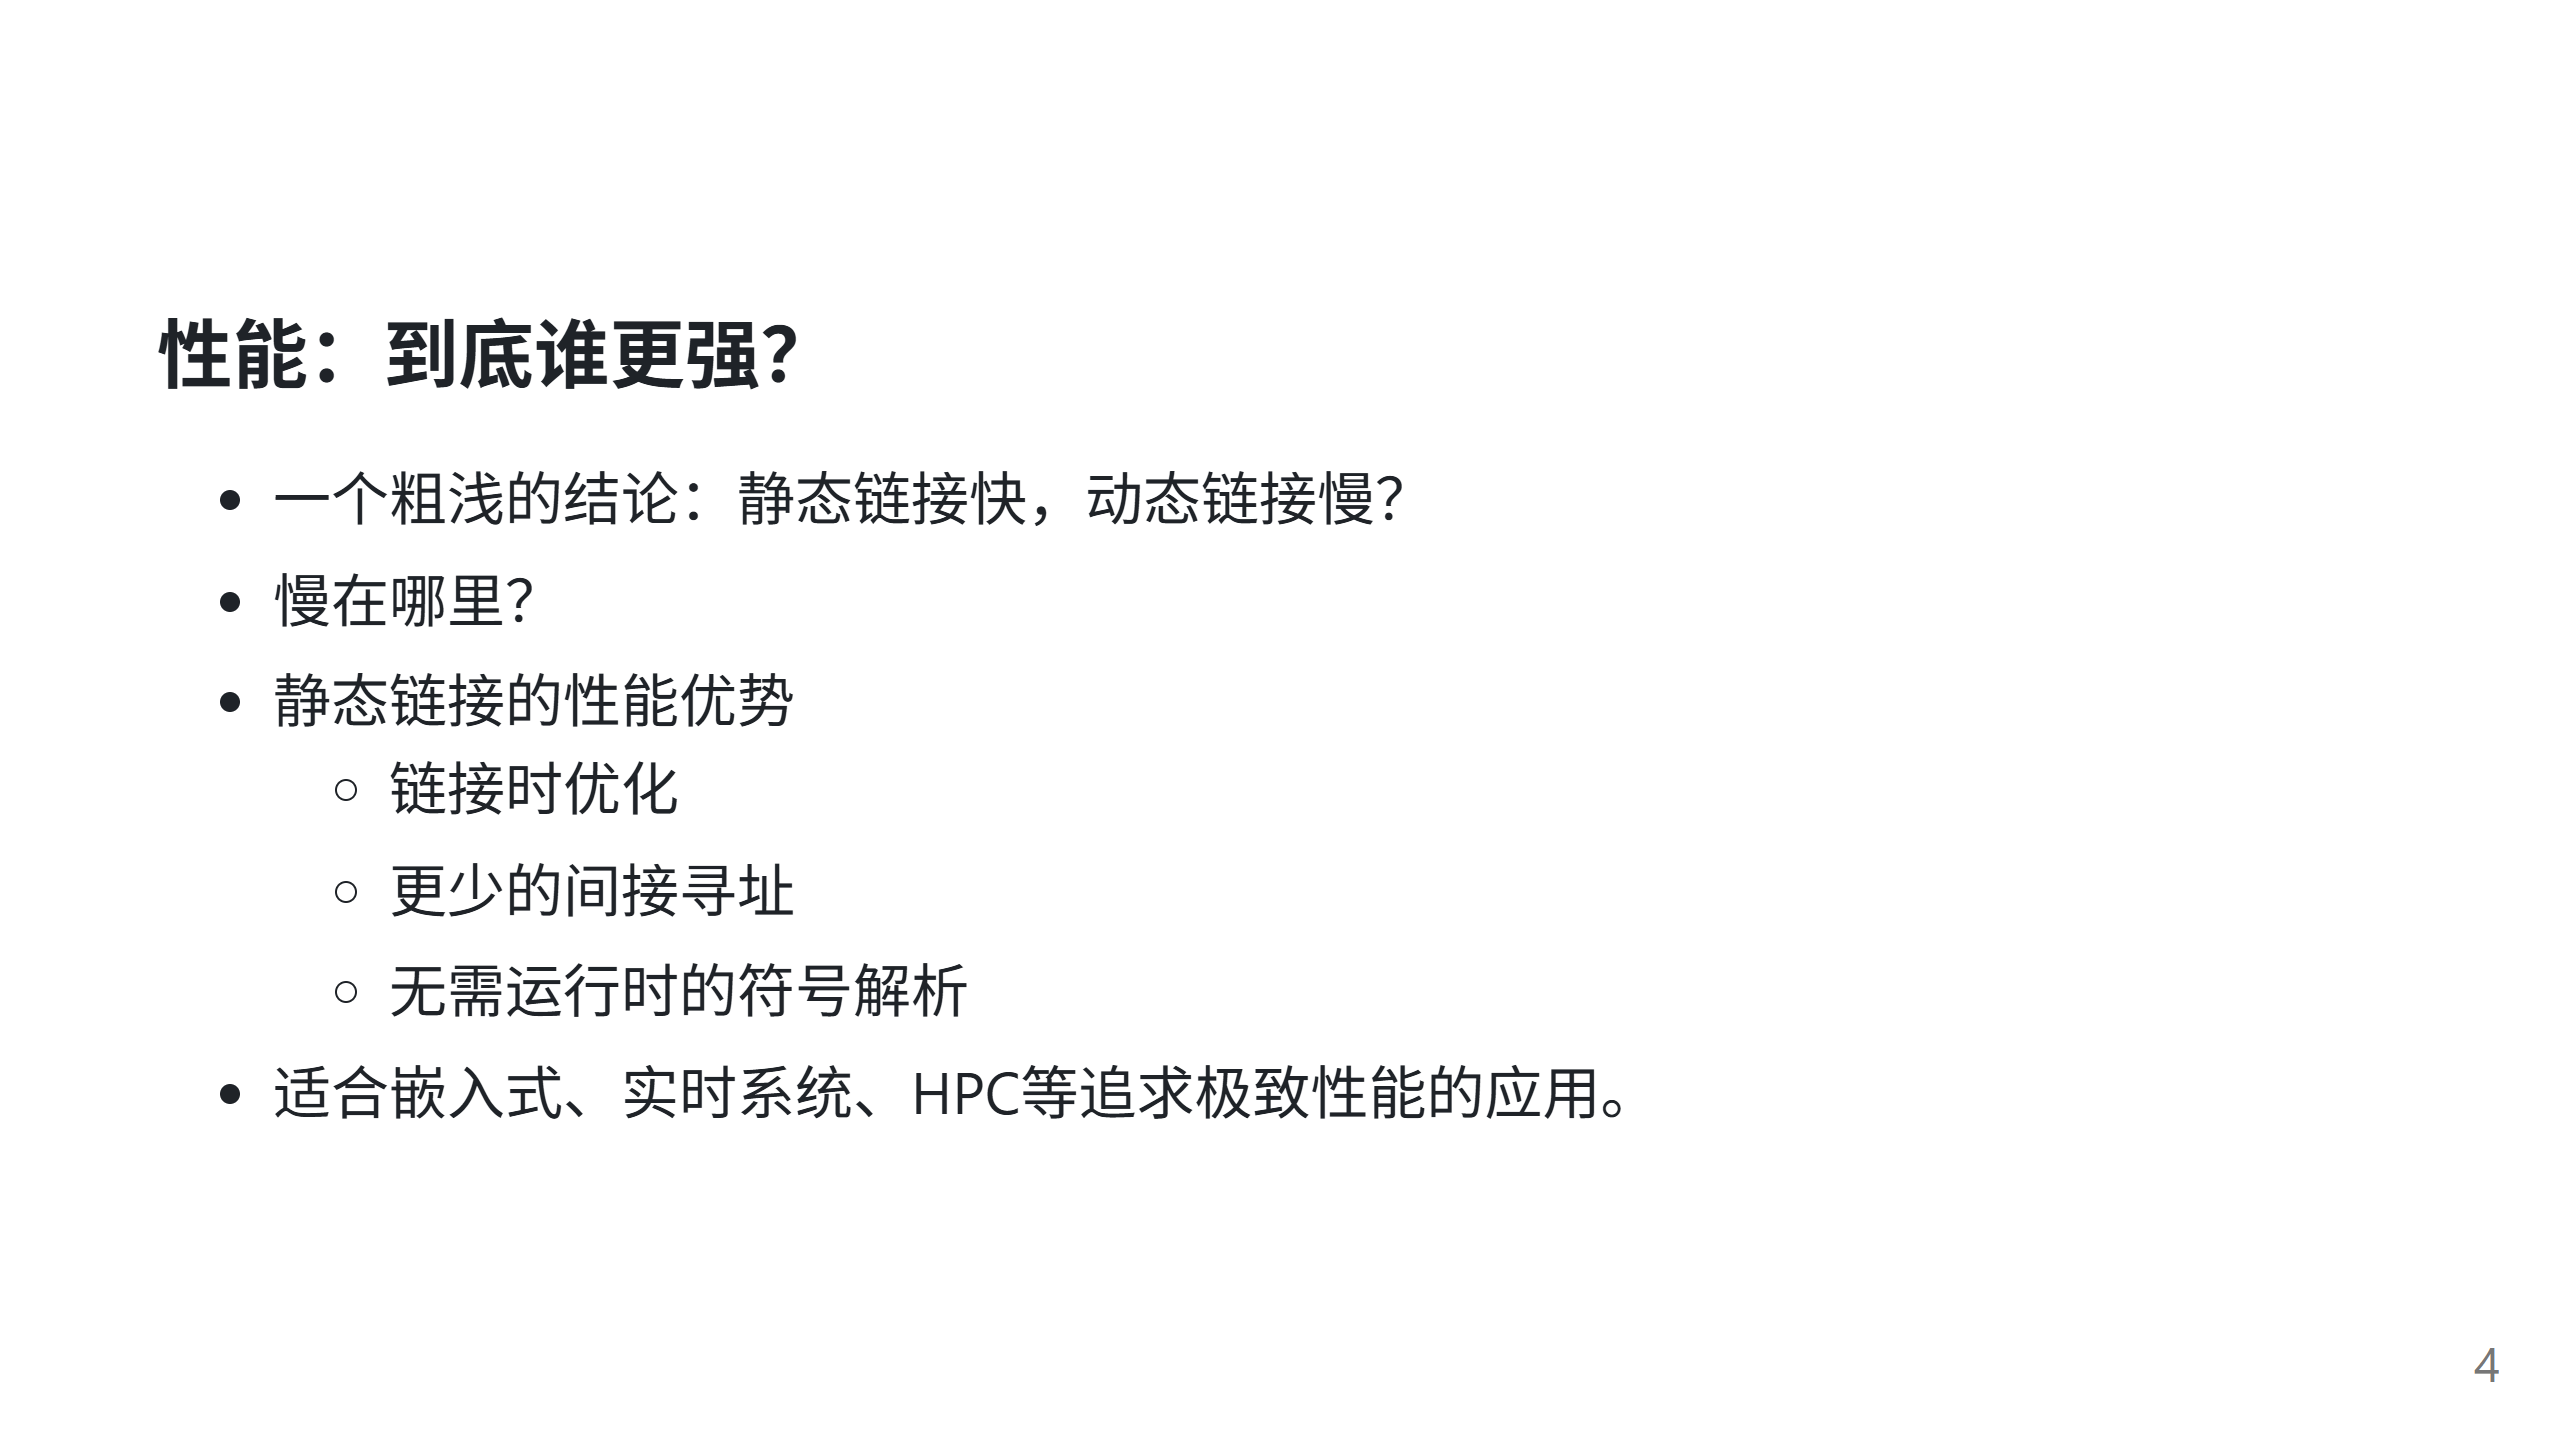 性能：到底谁更强？
一个粗浅的结论：静态链接快，动态链接慢？
慢在哪里？
静态链接的性能优势
链接时优化
更少的间接寻址
无需运行时的符号解析
适合嵌入式、实时系统、HPC等追求极致性能的应用。
4